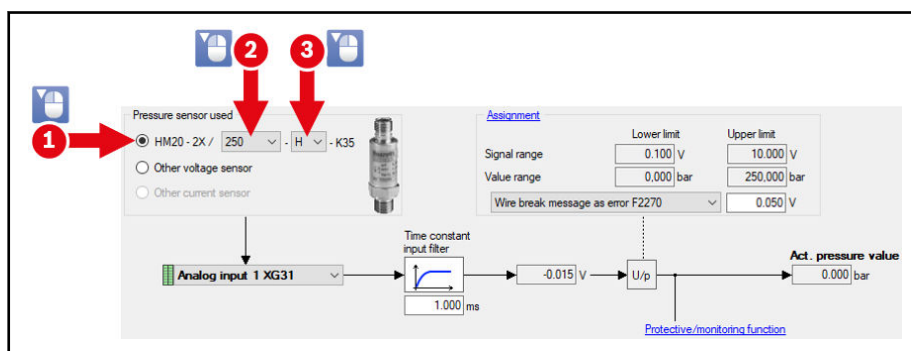 2
3
1
Pressure sensor used
HM20 - 2X / 250 - H - K35
Other voltage sensor
Other current sensor
Assignment
Lower limit Upper limit
Signal range 0.100 V 10.000 V
Value range 0,000 bar 250,000 bar
Wire break message as error F2270 0.050 V
Analog input 1 XG31
Time constant
input filter
1.000 ms
-0.015 V
U/p
Act. pressure value
0.000 bar
Protective/monitoring function